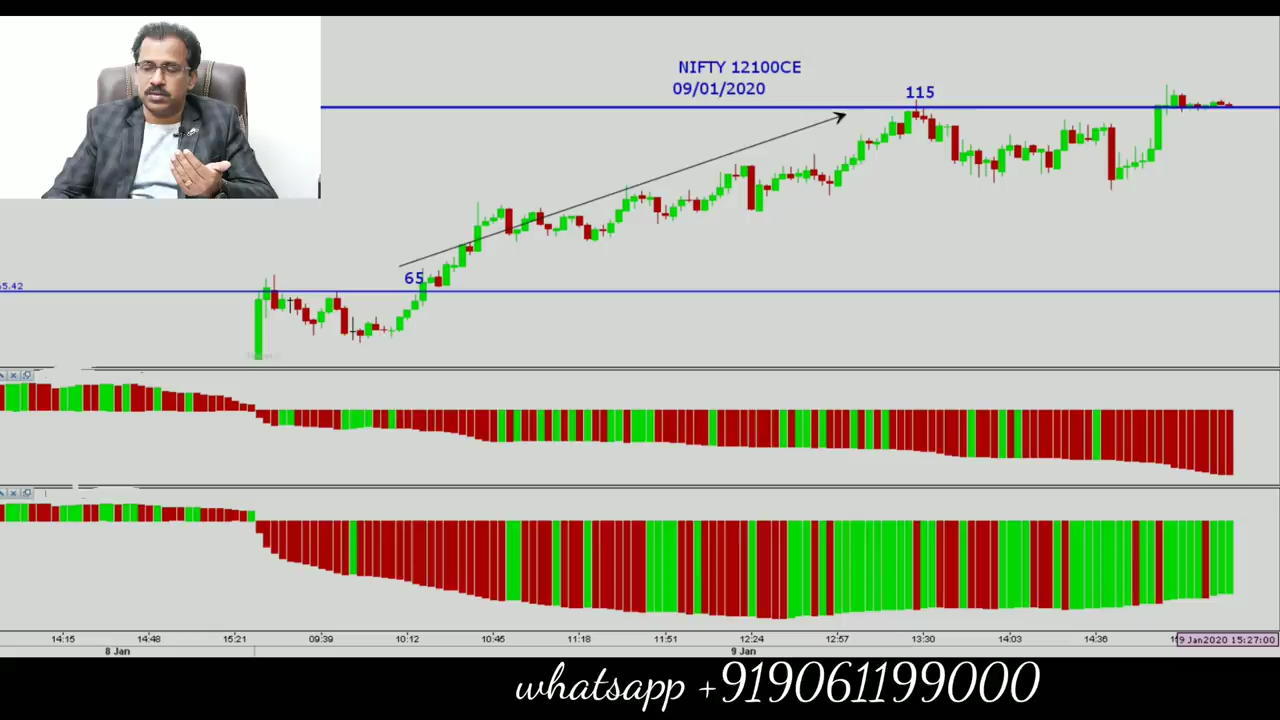 NIFTY 12100CE
09/01/2020
115
65
5.42
14:15 14:48 15:21 09:39 10:12 10:45 11:18 11:51 12:24 12:57 13:30 14:03 14:36 9 Jan2020 15:27:00
8 Jan 9 Jan
whatsapp +919061199000